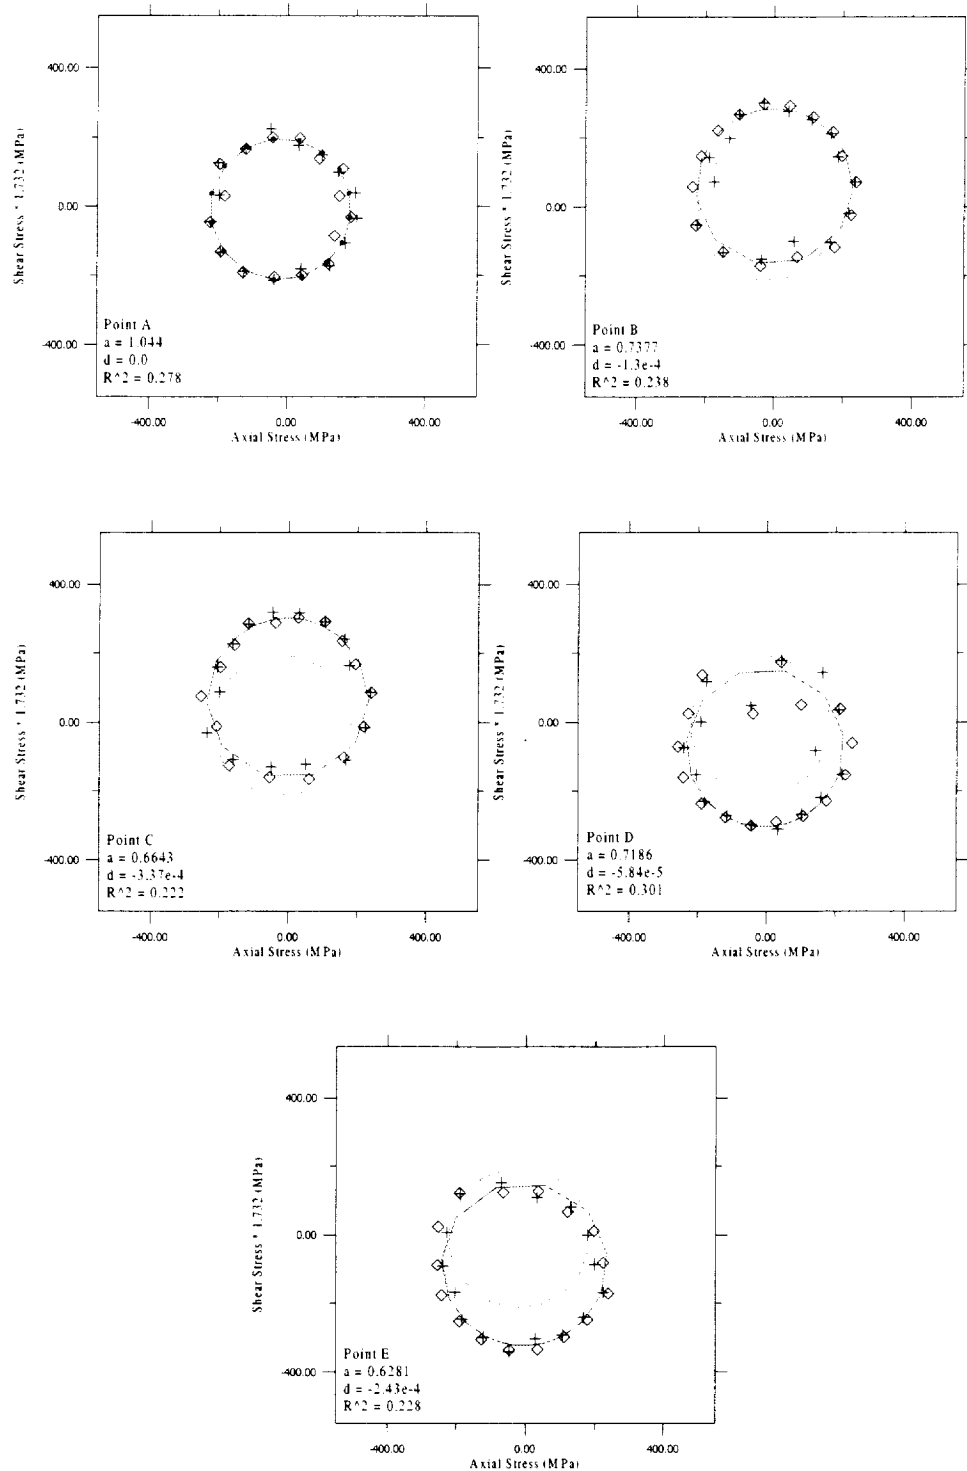 Shear Stress * 1.732 (MPa)
400.00
0.00
-400.00
Point A
a = 1.044
d = 0.0
R^2 = 0.278
-400.00 0.00 400.00
Axial Stress (MPa)
Shear Stress * 1.732 (MPa)
400.00
0.00
-400.00
Point B
a = 0.7377
d = -1.3e-4
R^2 = 0.238
-400.00 0.00 400.00
Axial Stress (MPa)
Shear Stress * 1.732 (MPa)
400.00
0.00
-400.00
Point C
a = 0.6643
d = -3.37e-4
R^2 = 0.222
-400.00 0.00 400.00
Axial Stress (MPa)
Shear Stress * 1.732 (MPa)
400.00
0.00
-400.00
Point D
a = 0.7186
d = -5.84e-5
R^2 = 0.301
-400.00 0.00 400.00
Axial Stress (MPa)
Shear Stress * 1.732 (MPa)
400.00
0.00
-400.00
Point E
a = 0.6281
d = -2.43e-4
R^2 = 0.228
-400.00 0.00 400.00
Axial Stress (MPa)